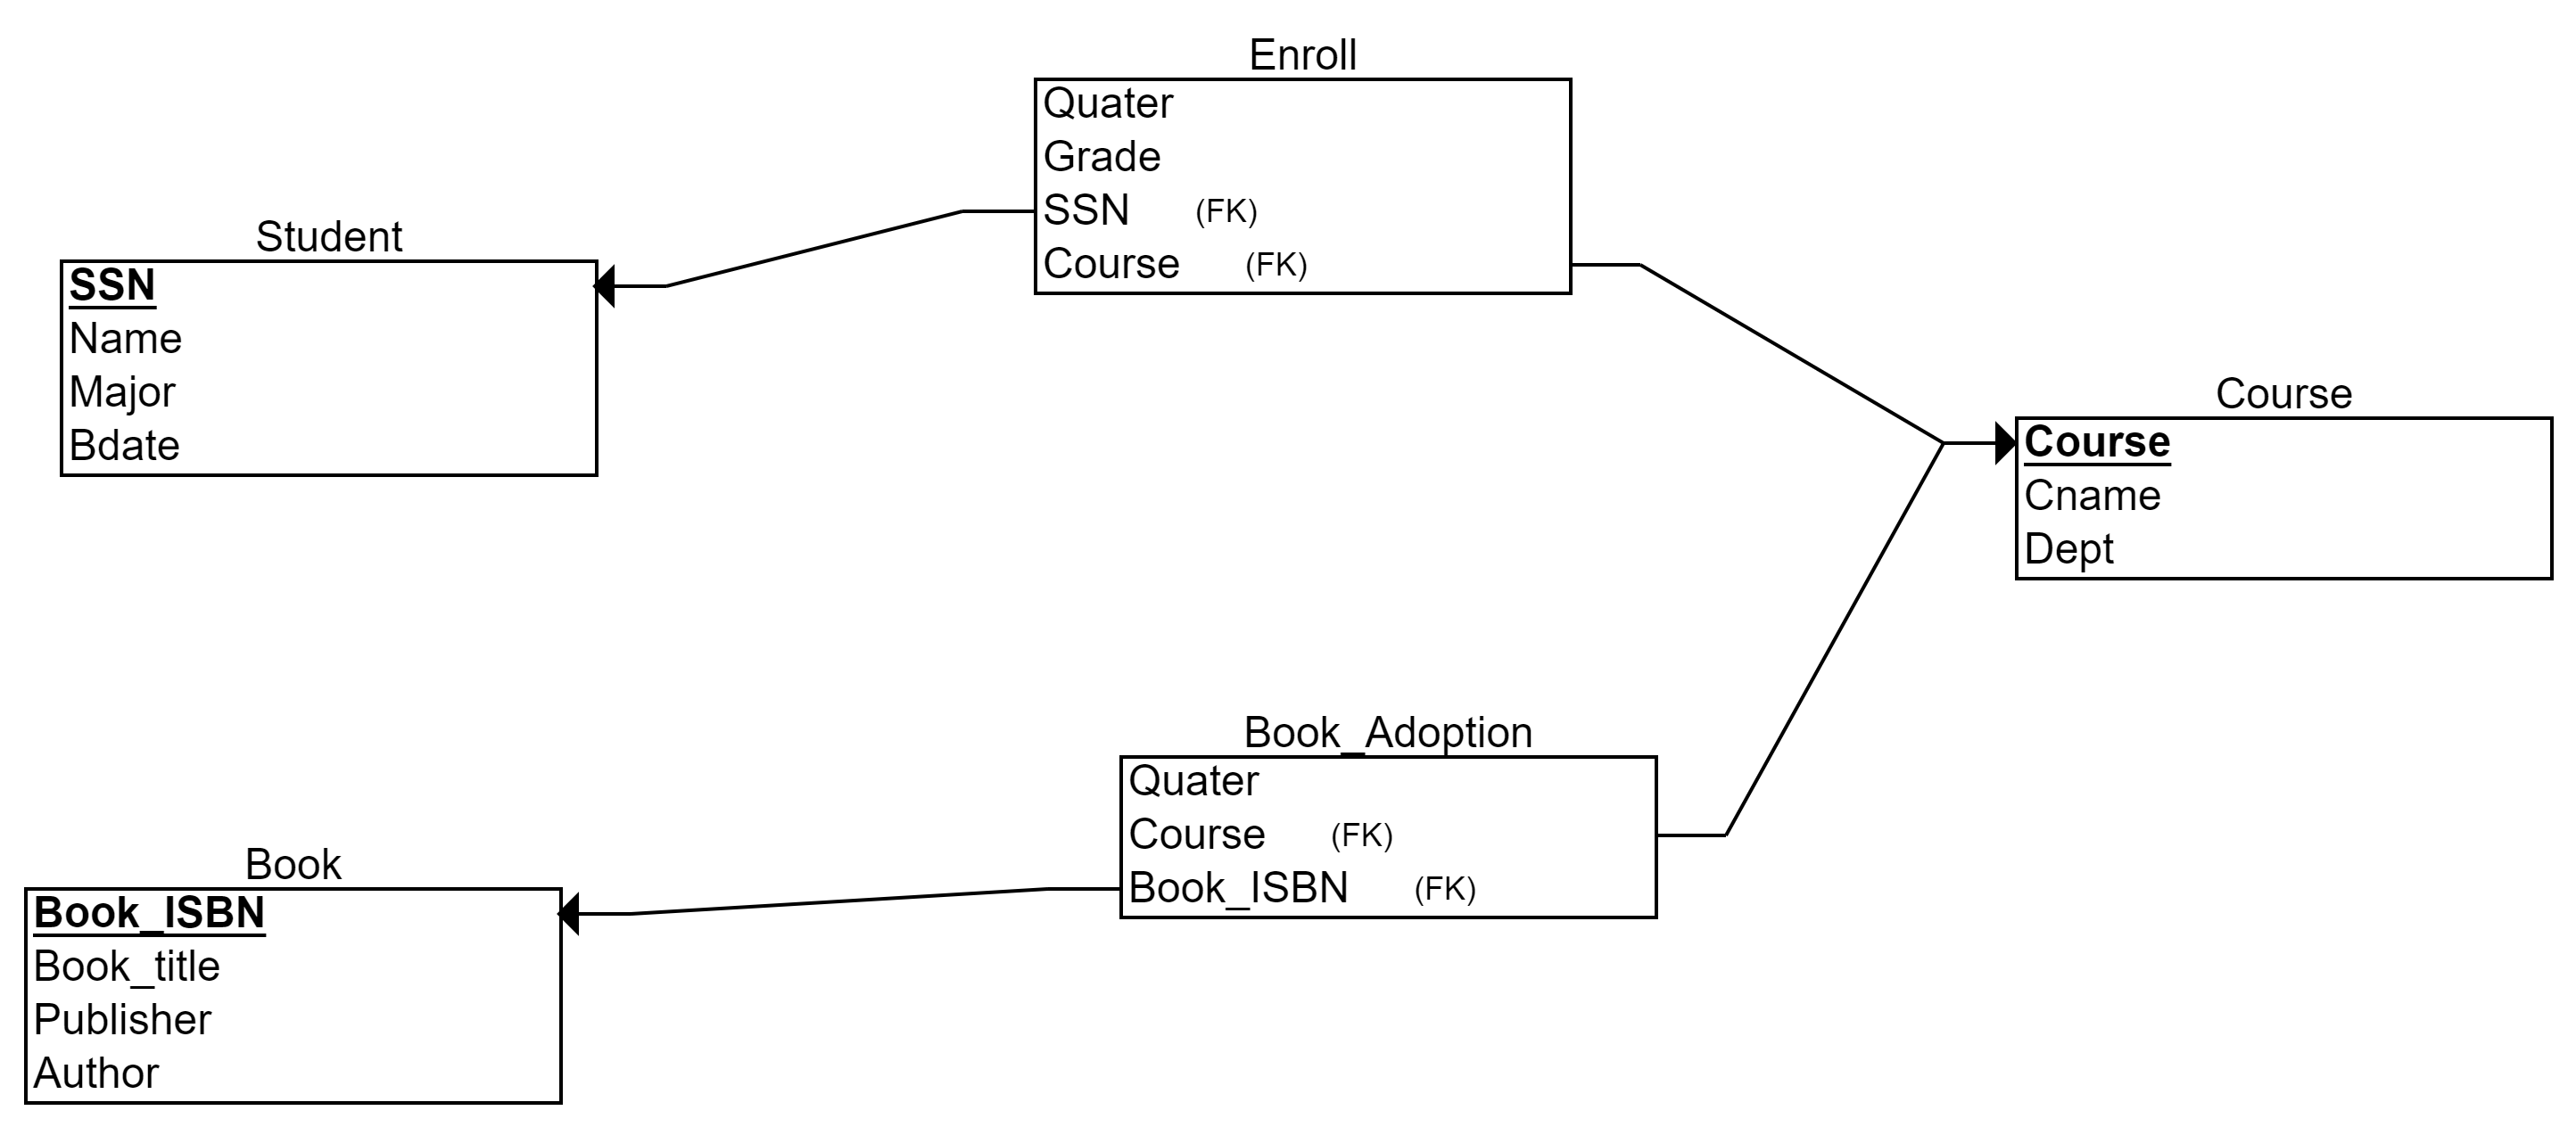 Enroll
Quater
Grade
SSN (FK)
Course (FK)
Student
SSN
Name
Major
Bdate
Course
Course
Cname
Dept
Book_Adoption
Quater
Course (FK)
Book_ISBN (FK)
Book
Book_ISBN
Book_title
Publisher
Author